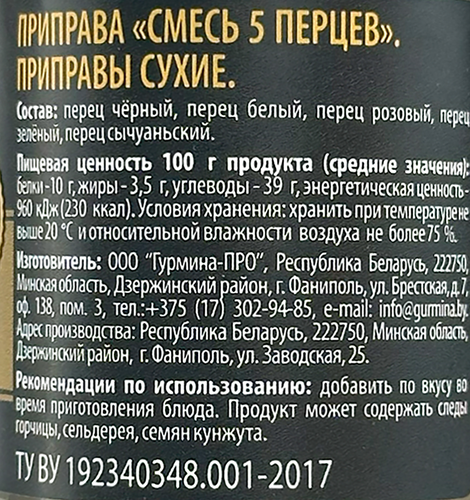 ПРИПРАВА «СМЕСЬ 5 ПЕРЦЕВ».
ПРИПРАВЫ СУХИЕ.
Состав: перец чёрный, перец белый, перец розовый, перец
зелёный, перец сычуаньский.
Пищевая ценность 100 г продукта (средние значения):
белки - 10 г, жиры - 3,5 г, углеводы - 39 г, энергетическая ценность -
960 кДж (230 ккал). Условия хранения: хранить при температуре не
выше 20 °С и относительной влажности воздуха не более 75 %.
Изготовитель: ООО "Гурмина-ПРО", Республика Беларусь, 222750,
Минская область, Дзержинский район, г. Фаниполь, ул. Брестская, д.7,
оф. 138, пом. 3, тел.:+375 (17) 302-94-85, e-mail: info@gurmina.by.
Адрес производства: Республика Беларусь, 222750, Минская область,
Дзержинский район, г. Фаниполь, ул. Заводская, 25.
Рекомендации по использованию: добавить по вкусу во
время приготовления блюда. Продукт может содержать следы
горчицы, сельдерея, семян кунжута.
ТУ ВУ 192340348.001-2017